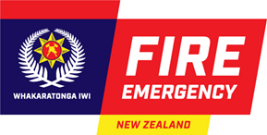 WHAKARATONGA IWI
FIRE
EMERGENCY
NEW ZEALAND